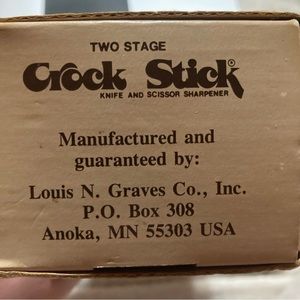 TWO STAGE
Crock Stick®
KNIFE AND SCISSOR SHARPENER
Manufactured and
guaranteed by:
Louis N. Graves Co., Inc.
P.O. Box 308
Anoka, MN 55303 USA